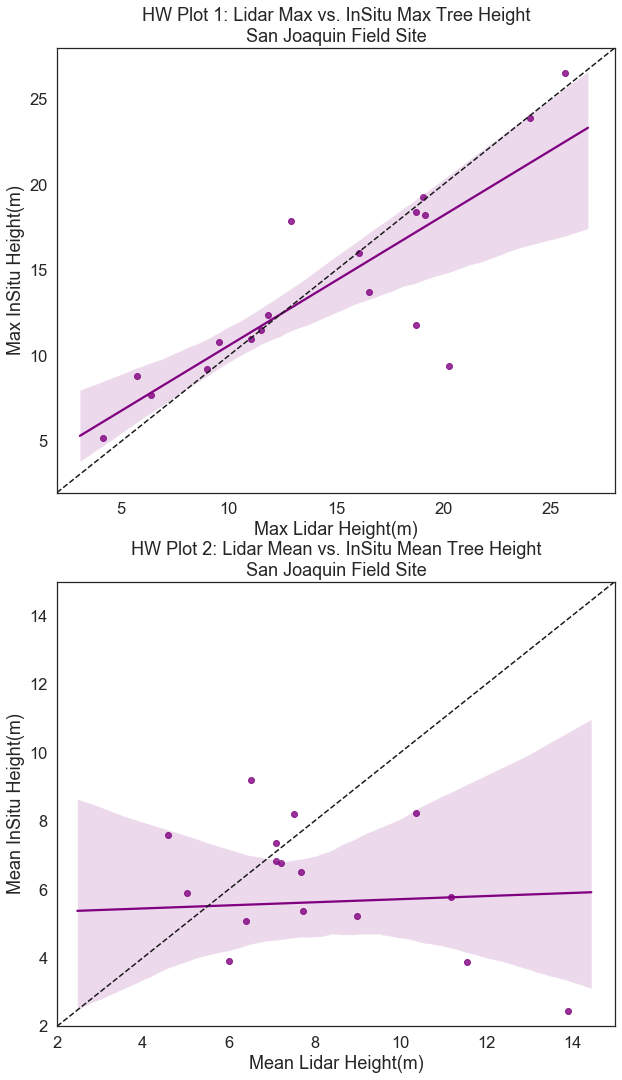 HW Plot 1: Lidar Max vs. InSitu Max Tree Height
San Joaquin Field Site
25
20
15
10
5
Max InSitu Height(m)
5 10 15 20 25
Max Lidar Height(m)
HW Plot 2: Lidar Mean vs. InSitu Mean Tree Height
San Joaquin Field Site
14
12
10
8
6
4
2
Mean InSitu Height(m)
2 4 6 8 10 12 14
Mean Lidar Height(m)